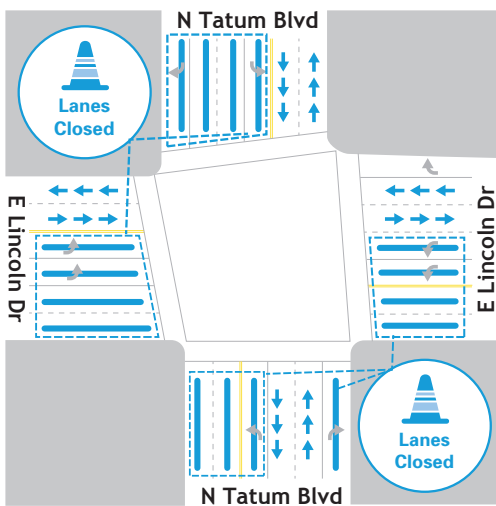 N Tatum Blvd
Lanes
Closed
E Lincoln Dr
E Lincoln Dr
Lanes
Closed
N Tatum Blvd